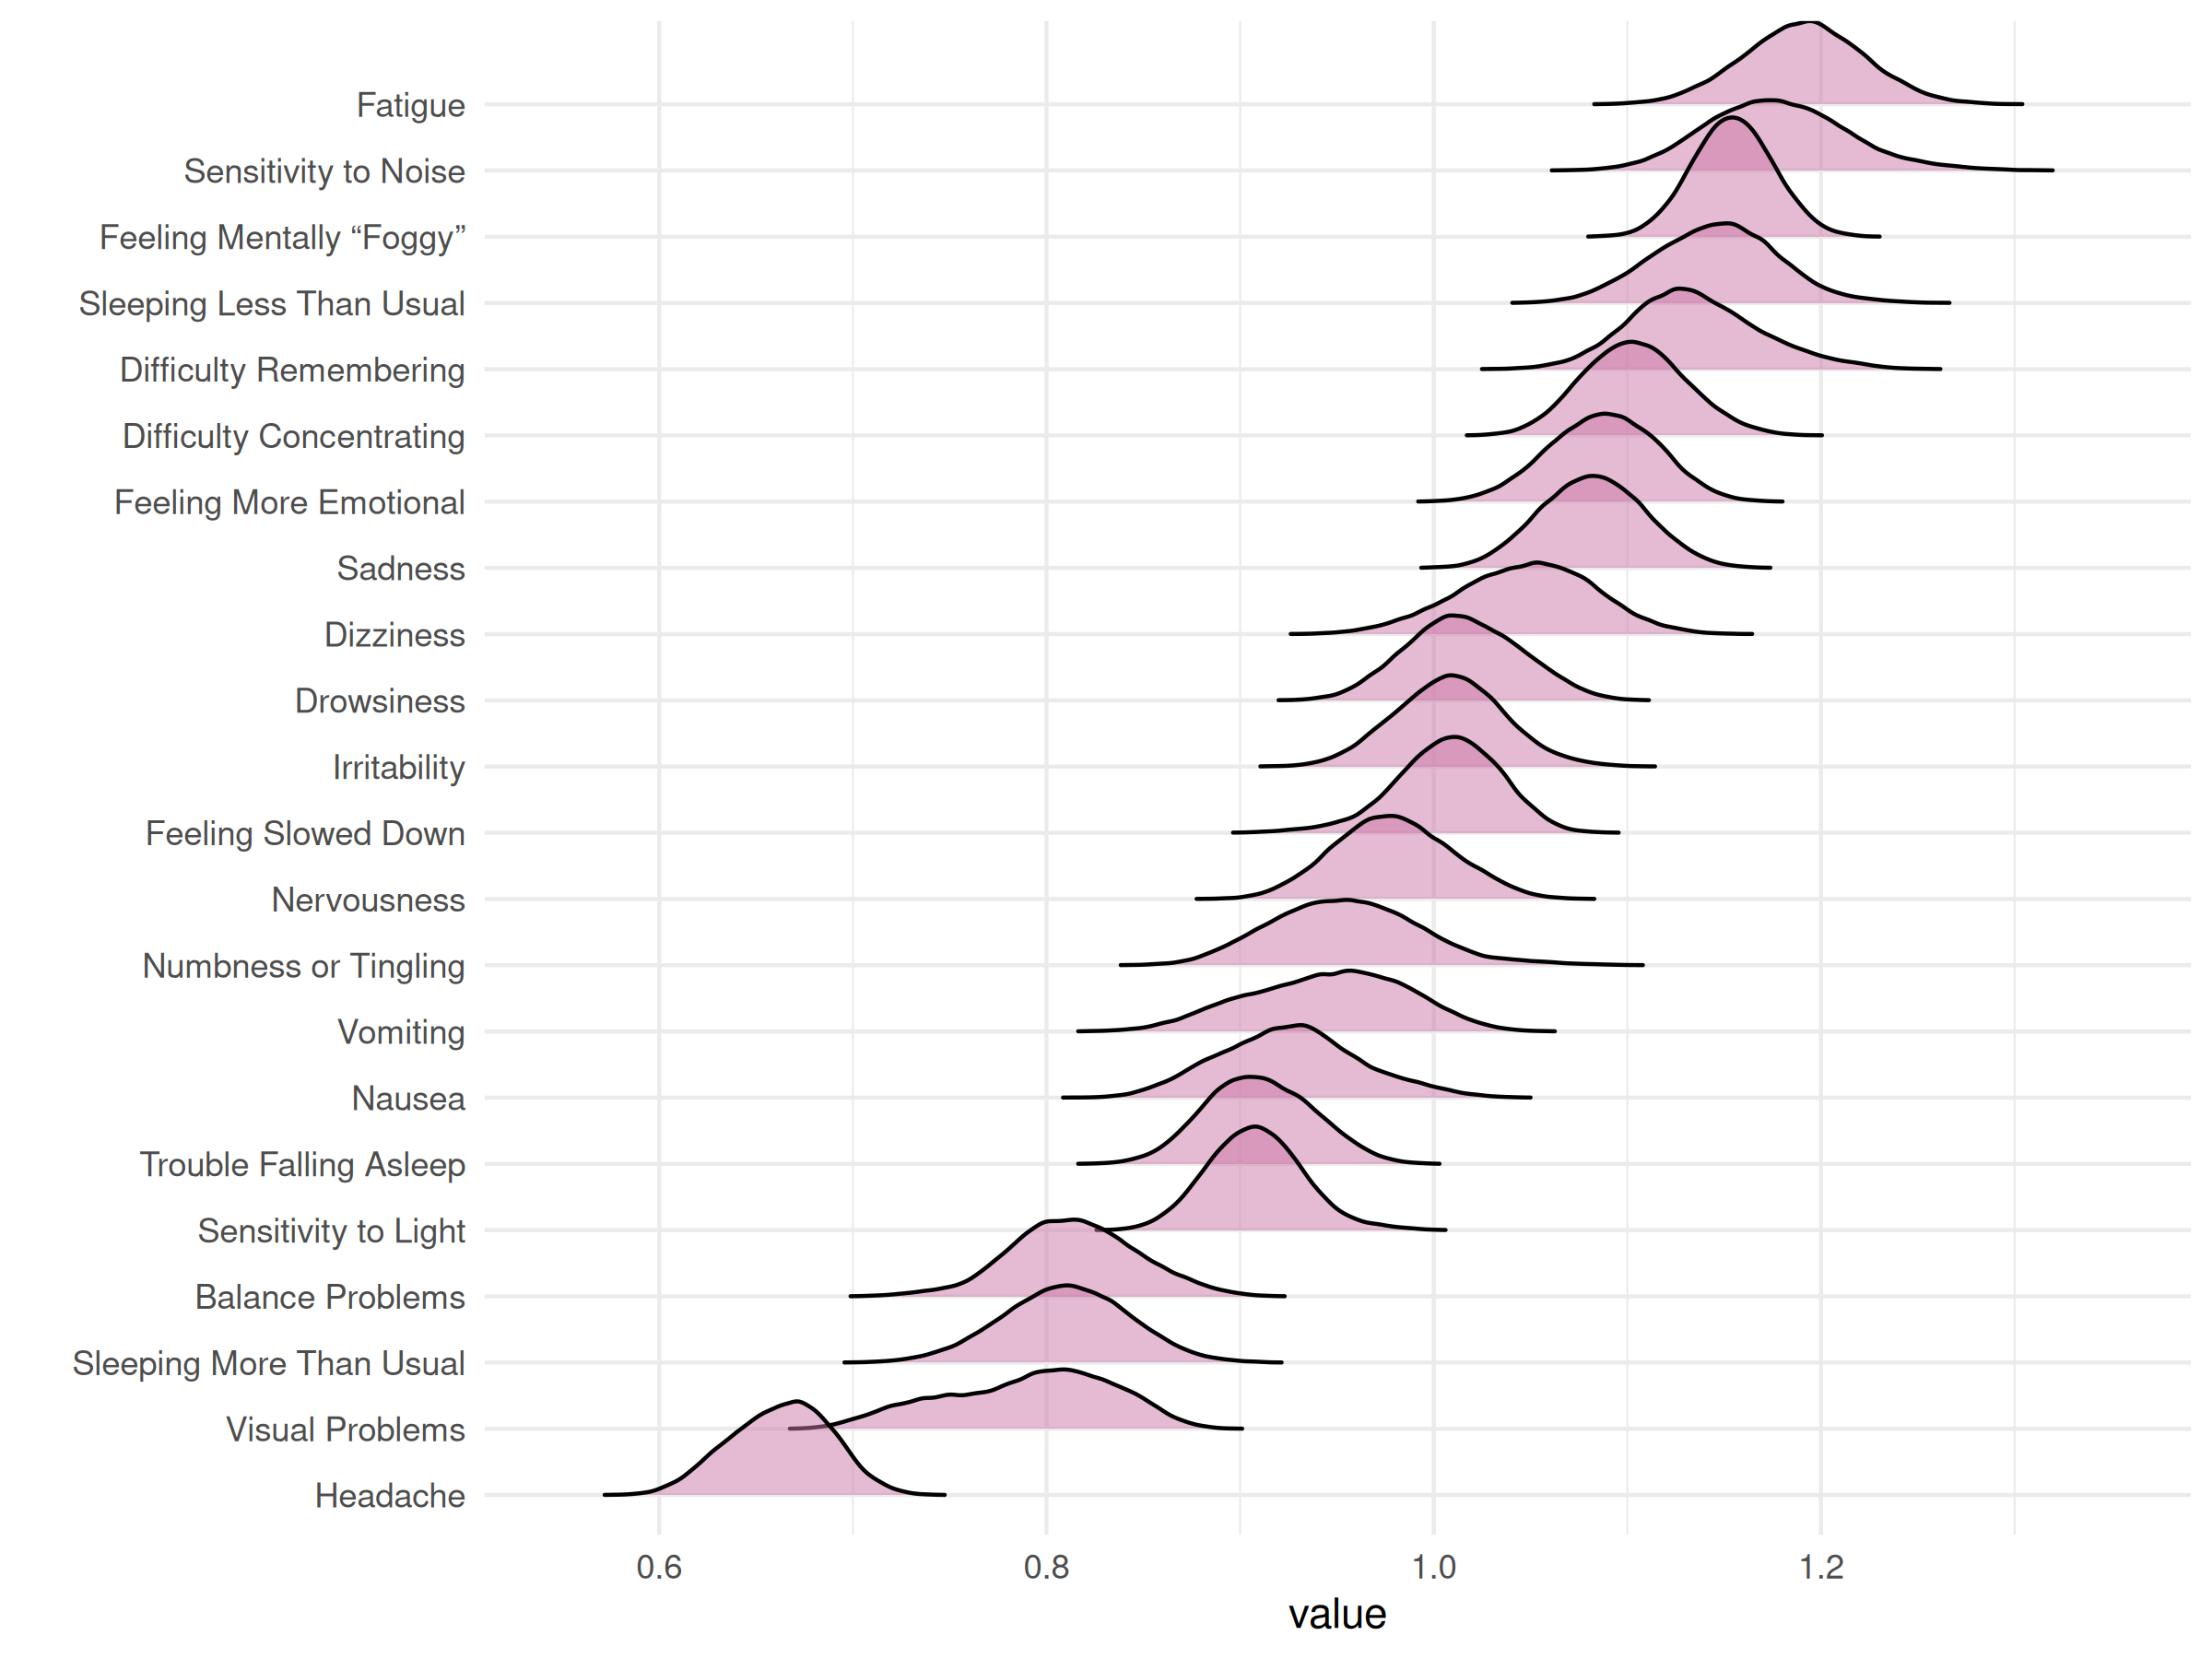 Fatigue
Sensitivity to Noise
Feeling Mentally “Foggy”
Sleeping Less Than Usual
Difficulty Remembering
Difficulty Concentrating
Feeling More Emotional
Sadness
Dizziness
Drowsiness
Irritability
Feeling Slowed Down
Nervousness
Numbness or Tingling
Vomiting
Nausea
Trouble Falling Asleep
Sensitivity to Light
Balance Problems
Sleeping More Than Usual
Visual Problems
Headache
0.6 0.8 1.0 1.2
value